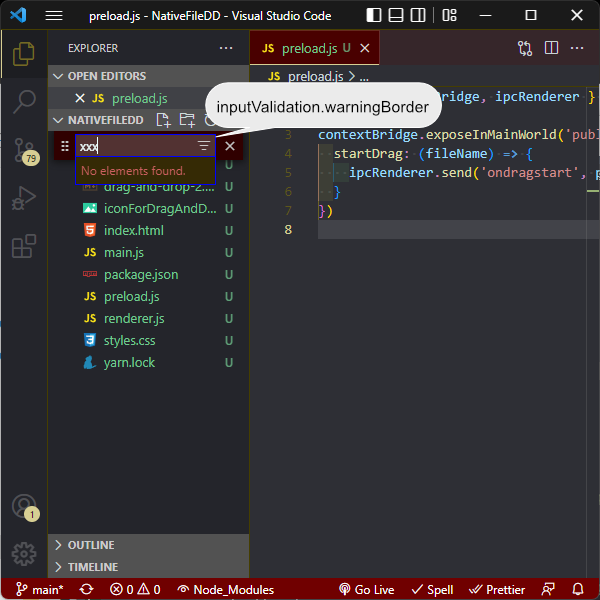 preload.js - NativeFileDD - Visual Studio Code
EXPLORER
JS preload.js U
OPEN EDITORS
JS preload.js
JS preload.js > ...
NATIVEFILEDD
inputValidation.warningBorder
Bridge, ipcRenderer }
xxx
No elements found.
U
drag-and-drop-2.... U
iconForDragAndD... U
index.html U
JS main.js U
package.json U
JS preload.js U
JS renderer.js U
styles.css U
yarn.lock U
3 contextBridge.exposeInMainWorld('publ
4 startDrag: (fileName) => {
5 ipcRenderer.send('ondragstart', p
6 }
7 })
8
79
1
OUTLINE
TIMELINE
main* 0 0 Node_Modules Go Live Spell Prettier